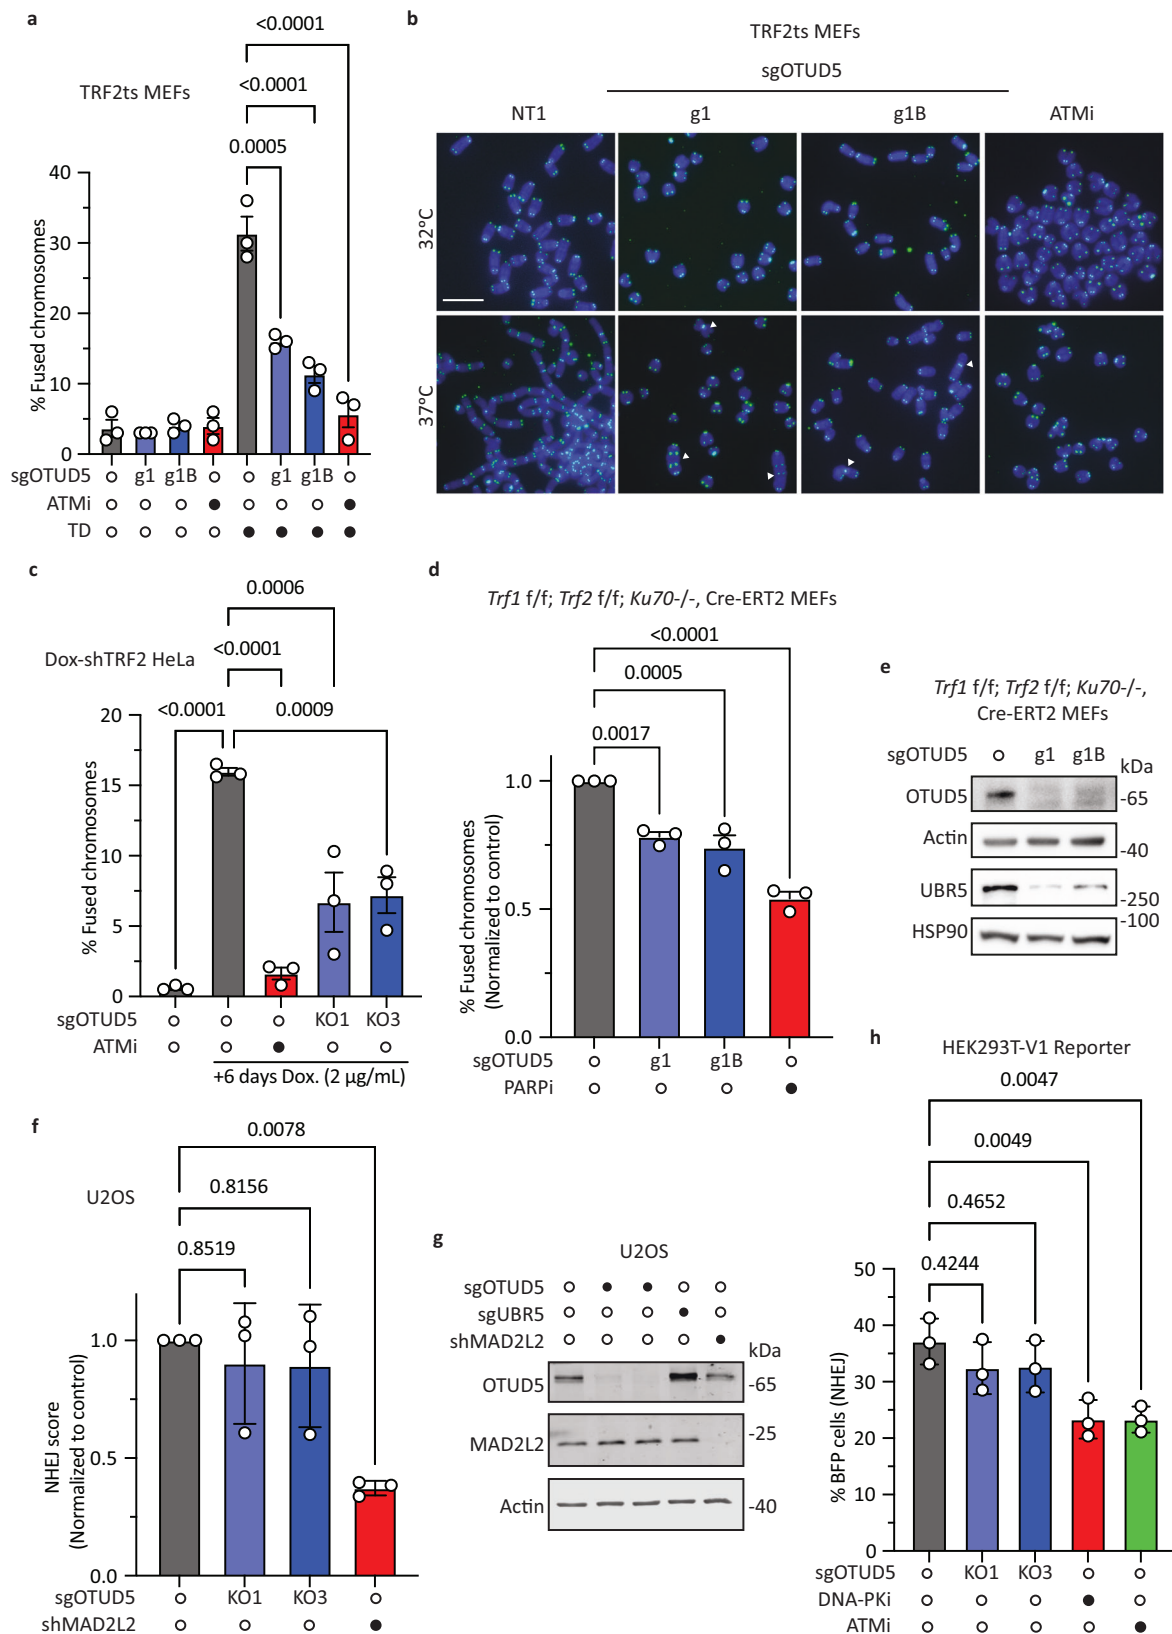 a
TRF2ts MEFs
<0.0001
<0.0001
0.0005
% Fused chromosomes
40
30
20
10
0
sgOTUD5 g1 g1B g1 g1B
ATMi
TD
b
TRF2ts MEFs
sgOTUD5
NT1 g1 g1B ATMi
32ºC
37ºC
c
Dox-shTRF2 HeLa
0.0006
<0.0001
<0.0001 0.0009
% Fused chromosomes
20
15
10
5
0
sgOTUD5 KO1 KO3
ATMi
+6 days Dox. (2 µg/mL)
d
Trf1 f/f; Trf2 f/f; Ku70-/-, Cre-ERT2 MEFs
<0.0001
0.0005
0.0017
% Fused chromosomes
(Normalized to control)
1.0
0.5
0.0
sgOTUD5 g1 g1B
PARPi
e
Trf1 f/f; Trf2 f/f; Ku70-/-,
Cre-ERT2 MEFs
sgOTUD5 g1 g1B
kDa
OTUD5 -65
Actin -40
UBR5 -250
-100
HSP90
f
U2OS
0.0078
0.8156
0.8519
NHEJ score
(Normalized to control)
1.0
0.5
0.0
sgOTUD5 KO1 KO3
shMAD2L2
g
U2OS
sgOTUD5
sgUBR5
shMAD2L2
kDa
OTUD5 -65
-25
MAD2L2
Actin -40
h
HEK293T-V1 Reporter
0.0047
0.0049
0.4652
0.4244
% BFP cells (NHEJ)
50
40
30
20
10
0
sgOTUD5 KO1 KO3
DNA-PKi
ATMi